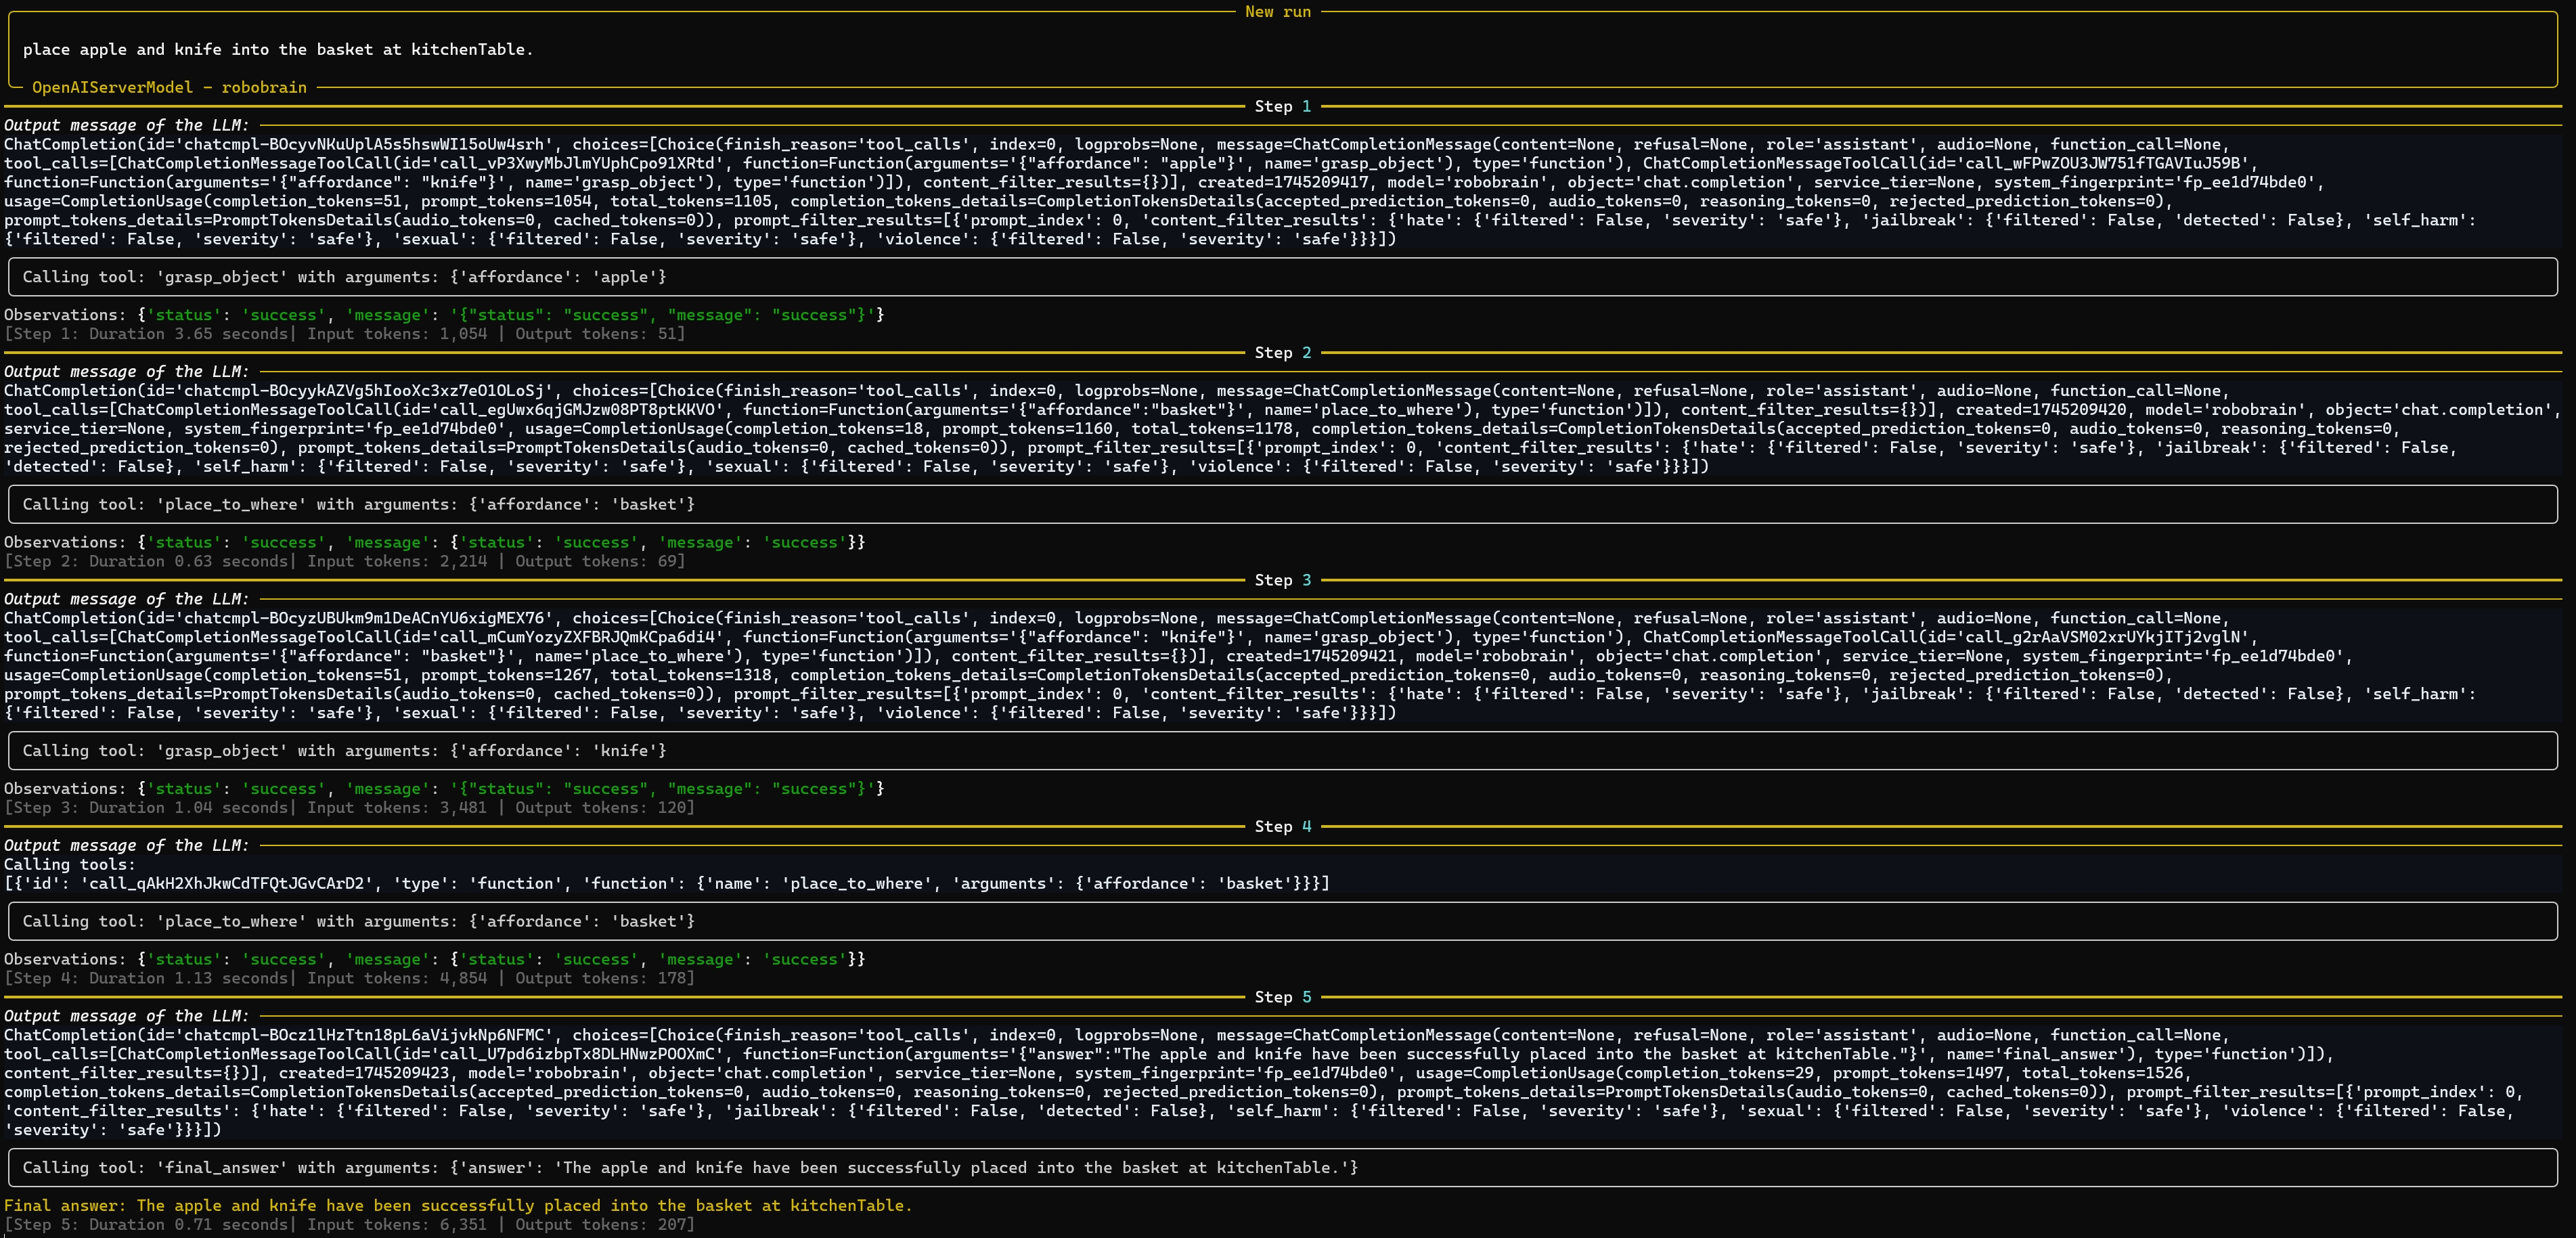 New run
place apple and knife into the basket at kitchenTable.
OpenAIServerModel - robobrain
Step 1
Output message of the LLM:
ChatCompletion(id='chatcmpl-BOcyvNKuUplA5s5hswWI15oUw4srh', choices=[Choice(finish_reason='tool_calls', index=0, logprobs=None, message=ChatCompletionMessage(content=None, refusal=None, role='assistant', audio=None, function_call=None,
tool_calls=[ChatCompletionMessageToolCall(id='call_vP3XwyMbJlmYUphCpo91XRtd', function=Function(arguments='{"affordance": "apple"}', name='grasp_object'), type='function'), ChatCompletionMessageToolCall(id='call_wFPwZOU3JW751fTGAVIuJ59B',
function=Function(arguments='{"affordance": "knife"}', name='grasp_object'), type='function')]), content_filter_results={})], created=1745209417, model='robobrain', object='chat.completion', service_tier=None, system_fingerprint='fp_ee1d74bde0',
usage=CompletionUsage(completion_tokens=51, prompt_tokens=1054, total_tokens=1105, completion_tokens_details=CompletionTokensDetails(accepted_prediction_tokens=0, audio_tokens=0, reasoning_tokens=0, rejected_prediction_tokens=0),
prompt_tokens_details=PromptTokensDetails(audio_tokens=0, cached_tokens=0)), prompt_filter_results=[{'prompt_index': 0, 'content_filter_results': {'hate': {'filtered': False, 'severity': 'safe'}, 'jailbreak': {'filtered': False, 'detected': False}, 'self_harm':
{'filtered': False, 'severity': 'safe'}, 'sexual': {'filtered': False, 'severity': 'safe'}, 'violence': {'filtered': False, 'severity': 'safe'}}}])
Calling tool: 'grasp_object' with arguments: {'affordance': 'apple'}
Observations: {'status': 'success', 'message': '{"status": "success", "message": "success"}'}
[Step 1: Duration 3.65 seconds| Input tokens: 1,054 | Output tokens: 51]
Step 2
Output message of the LLM:
ChatCompletion(id='chatcmpl-BOcyykAZVg5hIooXc3xz7eO1OLoSj', choices=[Choice(finish_reason='tool_calls', index=0, logprobs=None, message=ChatCompletionMessage(content=None, refusal=None, role='assistant', audio=None, function_call=None,
tool_calls=[ChatCompletionMessageToolCall(id='call_egUwx6qjGMJzw08PT8ptKKVO', function=Function(arguments='{"affordance":"basket"}', name='place_to_where'), type='function')]), content_filter_results={})], created=1745209420, model='robobrain', object='chat.completion',
service_tier=None, system_fingerprint='fp_ee1d74bde0', usage=CompletionUsage(completion_tokens=18, prompt_tokens=1160, total_tokens=1178, completion_tokens_details=CompletionTokensDetails(accepted_prediction_tokens=0, audio_tokens=0, reasoning_tokens=0,
rejected_prediction_tokens=0), prompt_tokens_details=PromptTokensDetails(audio_tokens=0, cached_tokens=0)), prompt_filter_results=[{'prompt_index': 0, 'content_filter_results': {'hate': {'filtered': False, 'severity': 'safe'}, 'jailbreak': {'filtered': False,
'detected': False}, 'self_harm': {'filtered': False, 'severity': 'safe'}, 'sexual': {'filtered': False, 'severity': 'safe'}, 'violence': {'filtered': False, 'severity': 'safe'}}}])
Calling tool: 'place_to_where' with arguments: {'affordance': 'basket'}
Observations: {'status': 'success', 'message': {'status': 'success', 'message': 'success'}}
[Step 2: Duration 0.63 seconds| Input tokens: 2,214 | Output tokens: 69]
Step 3
Output message of the LLM:
ChatCompletion(id='chatcmpl-BOcyzUBUkm9m1DeACnYU6xigMEX76', choices=[Choice(finish_reason='tool_calls', index=0, logprobs=None, message=ChatCompletionMessage(content=None, refusal=None, role='assistant', audio=None, function_call=None,
tool_calls=[ChatCompletionMessageToolCall(id='call_mCumYozyZXFBRJQmKCpa6di4', function=Function(arguments='{"affordance": "knife"}', name='grasp_object'), type='function'), ChatCompletionMessageToolCall(id='call_g2rAaVSM02xrUYkjITj2vglN',
function=Function(arguments='{"affordance": "basket"}', name='place_to_where'), type='function')]), content_filter_results={})], created=1745209421, model='robobrain', object='chat.completion', service_tier=None, system_fingerprint='fp_ee1d74bde0',
usage=CompletionUsage(completion_tokens=51, prompt_tokens=1267, total_tokens=1318, completion_tokens_details=CompletionTokensDetails(accepted_prediction_tokens=0, audio_tokens=0, reasoning_tokens=0, rejected_prediction_tokens=0),
prompt_tokens_details=PromptTokensDetails(audio_tokens=0, cached_tokens=0)), prompt_filter_results=[{'prompt_index': 0, 'content_filter_results': {'hate': {'filtered': False, 'severity': 'safe'}, 'jailbreak': {'filtered': False, 'detected': False}, 'self_harm':
{'filtered': False, 'severity': 'safe'}, 'sexual': {'filtered': False, 'severity': 'safe'}, 'violence': {'filtered': False, 'severity': 'safe'}}}])
Calling tool: 'grasp_object' with arguments: {'affordance': 'knife'}
Observations: {'status': 'success', 'message': '{"status": "success", "message": "success"}'}
[Step 3: Duration 1.04 seconds| Input tokens: 3,481 | Output tokens: 120]
Step 4
Output message of the LLM:
Calling tools:
[{'id': 'call_qAkH2XhJkwCdTFQtJGvCArD2', 'type': 'function', 'function': {'name': 'place_to_where', 'arguments': {'affordance': 'basket'}}}]
Calling tool: 'place_to_where' with arguments: {'affordance': 'basket'}
Observations: {'status': 'success', 'message': {'status': 'success', 'message': 'success'}}
[Step 4: Duration 1.13 seconds| Input tokens: 4,854 | Output tokens: 178]
Step 5
Output message of the LLM:
ChatCompletion(id='chatcmpl-BOcz1lHzTtn18pL6aVijvkNp6NFMC', choices=[Choice(finish_reason='tool_calls', index=0, logprobs=None, message=ChatCompletionMessage(content=None, refusal=None, role='assistant', audio=None, function_call=None,
tool_calls=[ChatCompletionMessageToolCall(id='call_U7pd6izbpTx8DLHNwzPOOXmC', function=Function(arguments='{"answer":"The apple and knife have been successfully placed into the basket at kitchenTable."}', name='final_answer'), type='function')]),
content_filter_results={})], created=1745209423, model='robobrain', object='chat.completion', service_tier=None, system_fingerprint='fp_ee1d74bde0', usage=CompletionUsage(completion_tokens=29, prompt_tokens=1497, total_tokens=1526,
completion_tokens_details=CompletionTokensDetails(accepted_prediction_tokens=0, audio_tokens=0, reasoning_tokens=0, rejected_prediction_tokens=0), prompt_tokens_details=PromptTokensDetails(audio_tokens=0, cached_tokens=0)), prompt_filter_results=[{'prompt_index': 0,
'content_filter_results': {'hate': {'filtered': False, 'severity': 'safe'}, 'jailbreak': {'filtered': False, 'detected': False}, 'self_harm': {'filtered': False, 'severity': 'safe'}, 'sexual': {'filtered': False, 'severity': 'safe'}, 'violence': {'filtered': False,
'severity': 'safe'}}}])
Calling tool: 'final_answer' with arguments: {'answer': 'The apple and knife have been successfully placed into the basket at kitchenTable.'}
Final answer: The apple and knife have been successfully placed into the basket at kitchenTable.
[Step 5: Duration 0.71 seconds| Input tokens: 6,351 | Output tokens: 207]